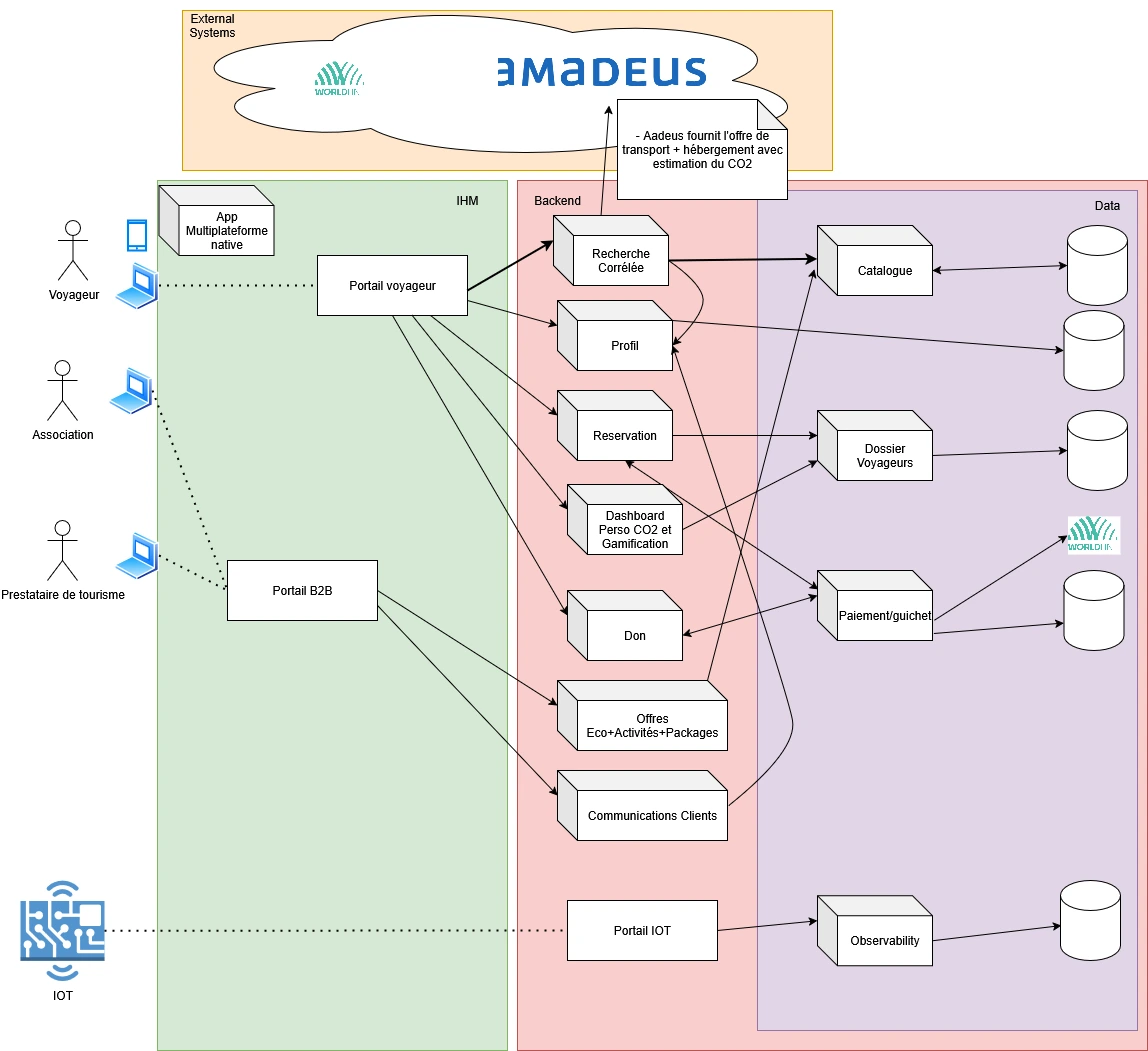 External
Systems
WORLDLINE
amadeus
- Aadeus fournit l'offre de
transport + hébergement avec
estimation du CO2
IHM
Backend
Data
App
Multiplateforme
native
Voyageur
Portail voyageur
Recherche
Corrélée
Catalogue
Profil
Association
Reservation
Dossier
Voyageurs
Dashboard
Perso CO2 et
Gamification
WORLDLINE
Prestataire de tourisme
Portail B2B
Don
Paiement/guichet
Offres
Eco+Activités+Packages
Communications Clients
Portail IOT
Observability
IOT